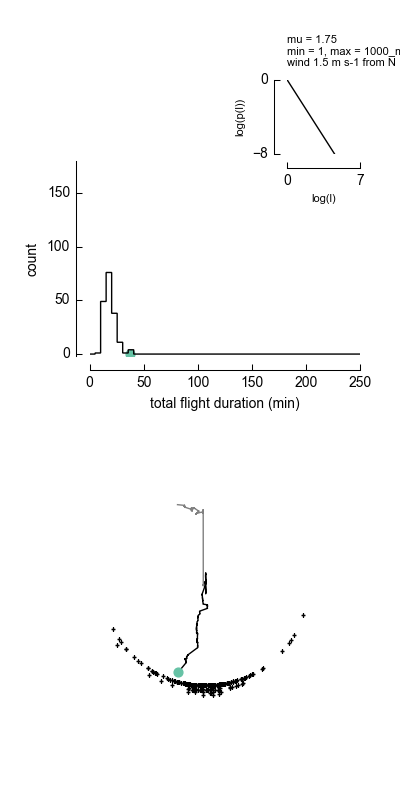 mu = 1.75
min = 1, max = 1000_m
wind 1.5 m s-1 from N
0
log(p(l))
−8
0
7
log(l)
150
100
50
0
count
0
50
100
150
200
250
total flight duration (min)